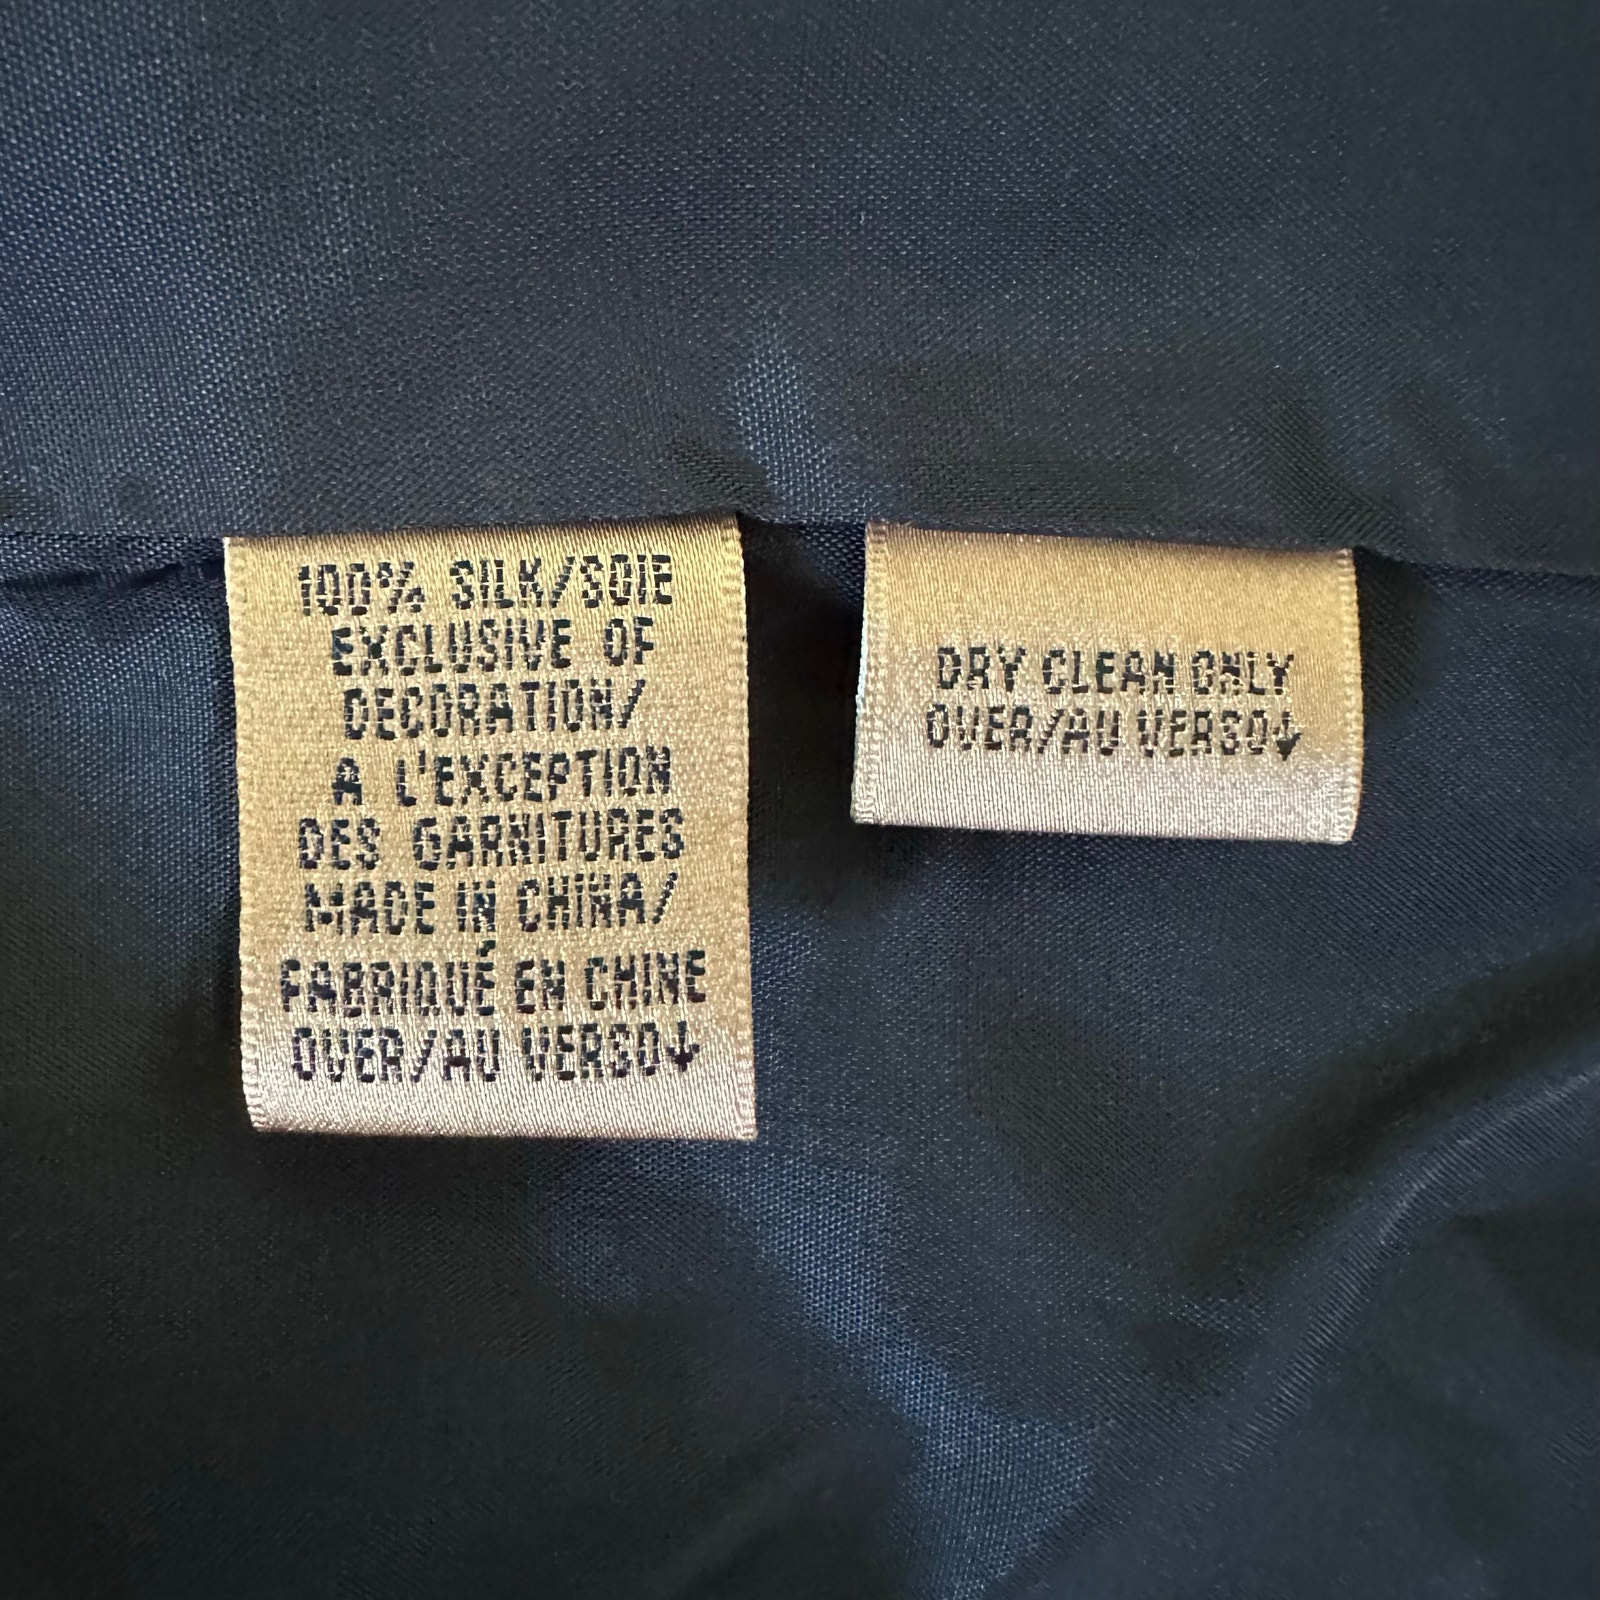 100% SILK/SOIE
EXCLUSIVE OF
DECORATION/
A L'EXCEPTION
DES GARNITURES
MADE IN CHINA/
FABRIQUÉ EN CHINE
OVER/AU VERSO↓
DRY CLEAN ONLY
OVER/AU VERSO↓